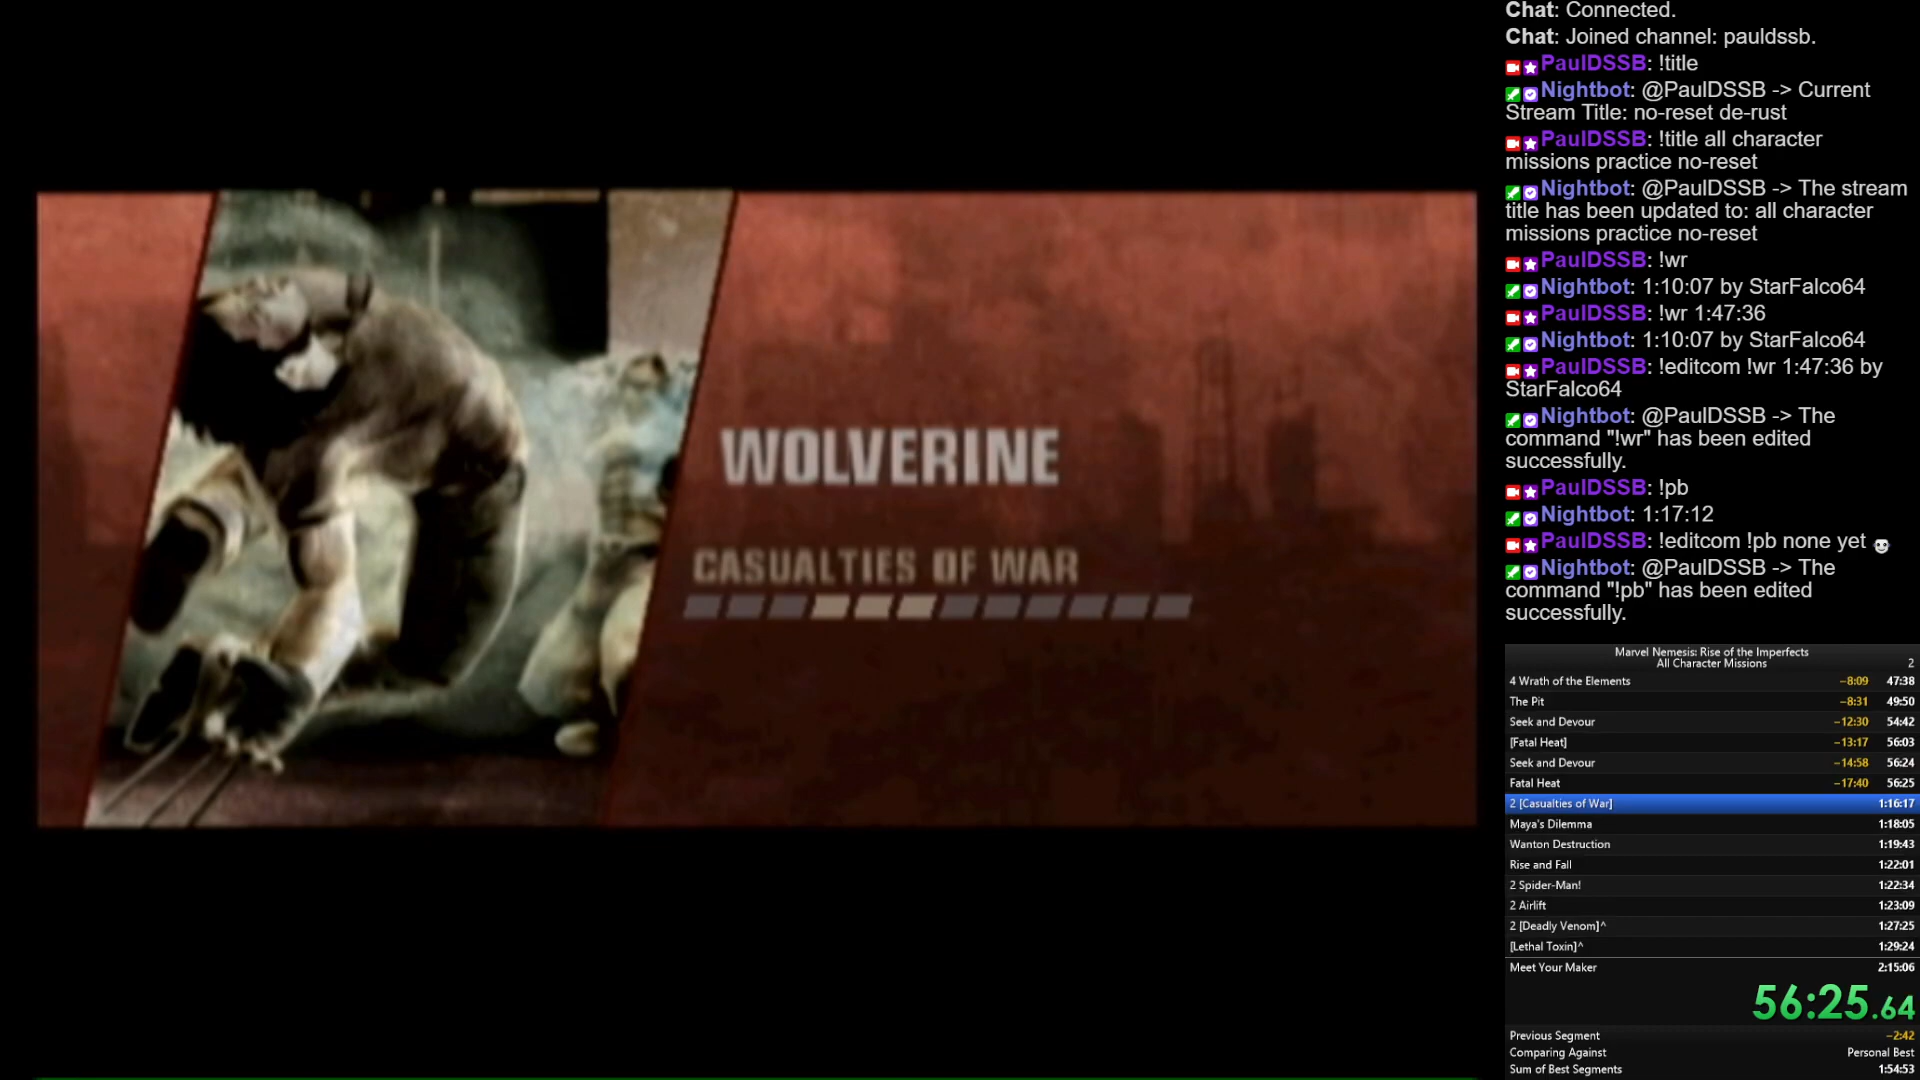 WOLVERINE
CASUALTIES OF WAR
Chat: Connected.
Chat: Joined channel: pauldssb.
PaulDSSB: !title
Nightbot: @PaulDSSB -> Current
Stream Title: no-reset de-rust
PaulDSSB: !title all character
missions practice no-reset
Nightbot: @PaulDSSB -> The stream
title has been updated to: all character
missions practice no-reset
PaulDSSB: !wr
Nightbot: 1:10:07 by StarFalco64
PaulDSSB: !wr 1:47:36
Nightbot: 1:10:07 by StarFalco64
PaulDSSB: !editcom !wr 1:47:36 by
StarFalco64
Nightbot: @PaulDSSB -> The
command "!wr" has been edited
successfully.
PaulDSSB: !pb
Nightbot: 1:17:12
PaulDSSB: !editcom !pb none yet
Nightbot: @PaulDSSB -> The
command "!pb" has been edited
successfully.
Marvel Nemesis: Rise of the Imperfects
All Character Missions 2
4 Wrath of the Elements −8:09 47:38
The Pit −8:31 49:50
Seek and Devour −12:30 54:42
[Fatal Heat] −13:17 56:03
Seek and Devour −14:58 56:24
Fatal Heat −17:40 56:25
2 [Casualties of War] 1:16:17
Maya's Dilemma 1:18:05
Wanton Destruction 1:19:43
Rise and Fall 1:22:01
2 Spider-Man! 1:22:34
2 Airlift 1:23:09
2 [Deadly Venom]^ 1:27:25
[Lethal Toxin]^ 1:29:24
Meet Your Maker 2:15:06
56:25.64
Previous Segment −2:42
Comparing Against Personal Best
Sum of Best Segments 1:54:53